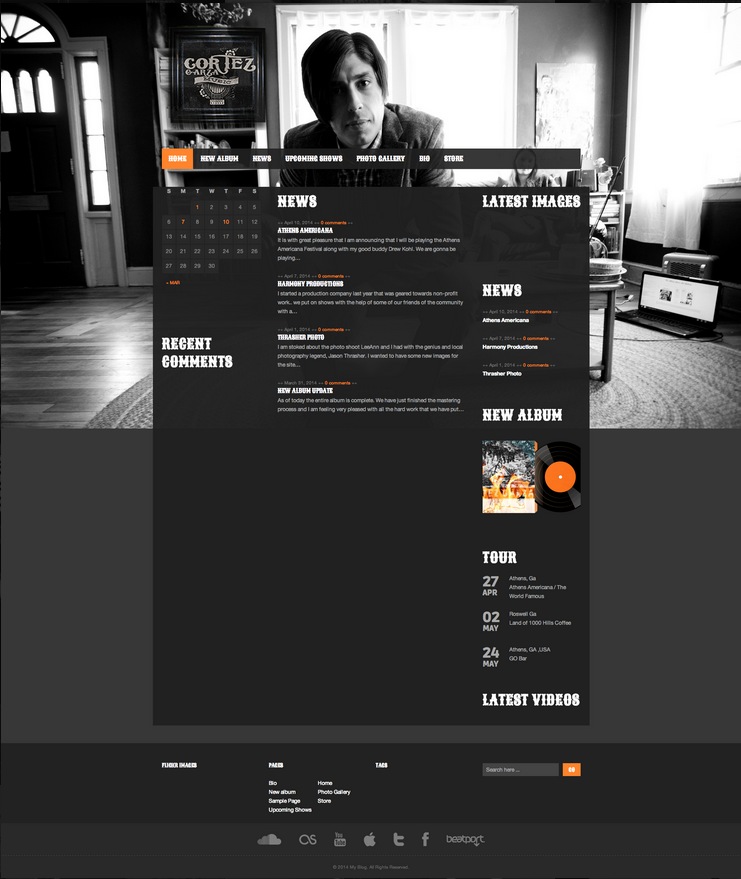 CORTEZ
GARZA
HOME NEW ALBUM NEWS UPCOMING SHOWS PHOTO GALLERY BIO STORE
S M T W T F S
1 2 3 4 5
6 7 8 9 10 11 12
13 14 15 16 17 18 19
20 21 22 23 24 25 26
27 28 29 30
« MAR
RECENT
COMMENTS
NEWS
April 12, 2014 0 comments
ATHENS AMERICANA
It is with great pleasure that I am announcing that I will be playing the Athens
Americana Festival along with my good buddy Drew Kohl. We are gonna be
playing...
April 7, 2014 0 comments
HARMONY PRODUCTIONS
I started a production company last year that was geared towards non-profit
work.. we put on shows with the help of some of our friends of the community
with a...
April 1, 2014 0 comments
THRASHER PHOTO
I am stoked about the photo shoot LeeAnn and I had with the genius and local
photography legend, Jason Thrasher. I wanted to have some new images for
the site...
March 31, 2014 0 comments
NEW ALBUM UPDATE
As of today the entire album is complete. We have just finished the mastering
process and I am feeling very pleased with all the hard work that we have put...
LATEST IMAGES
NEWS
April 12, 2014 0 comments
Athens Americana
April 7, 2014 0 comments
Harmony Productions
April 1, 2014 0 comments
Thrasher Photo
NEW ALBUM
TOUR
27 APR
Athens, Ga
Athens Americana / The
World Famous
02 MAY
Roswell Ga
Land of 1000 Hills Coffee
24 MAY
Athens, GA ,USA
GO Bar
LATEST VIDEOS
FLICKR IMAGES
PAGES
Bio
New album
Sample Page
Upcoming Shows
Home
Photo Gallery
Store
TAGS
Search here ...
GO
You
Tube
beatport
© 2014 My Blog. All Rights Reserved